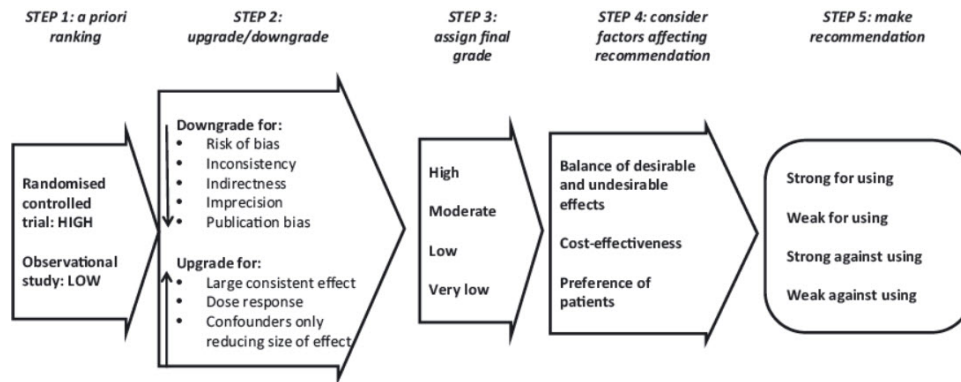 STEP 1: a priori
ranking
STEP 2:
upgrade/downgrade
STEP 3:
assign final
grade
STEP 4: consider
factors affecting
recommendation
STEP 5: make
recommendation
Randomised
controlled
trial: HIGH
Observational
study: LOW
Downgrade for:
• Risk of bias
• Inconsistency
• Indirectness
• Imprecision
• Publication bias
Upgrade for:
• Large consistent effect
• Dose response
• Confounders only
reducing size of effect
High
Moderate
Low
Very low
Balance of desirable
and undesirable
effects
Cost-effectiveness
Preference of
patients
Strong for using
Weak for using
Strong against using
Weak against using